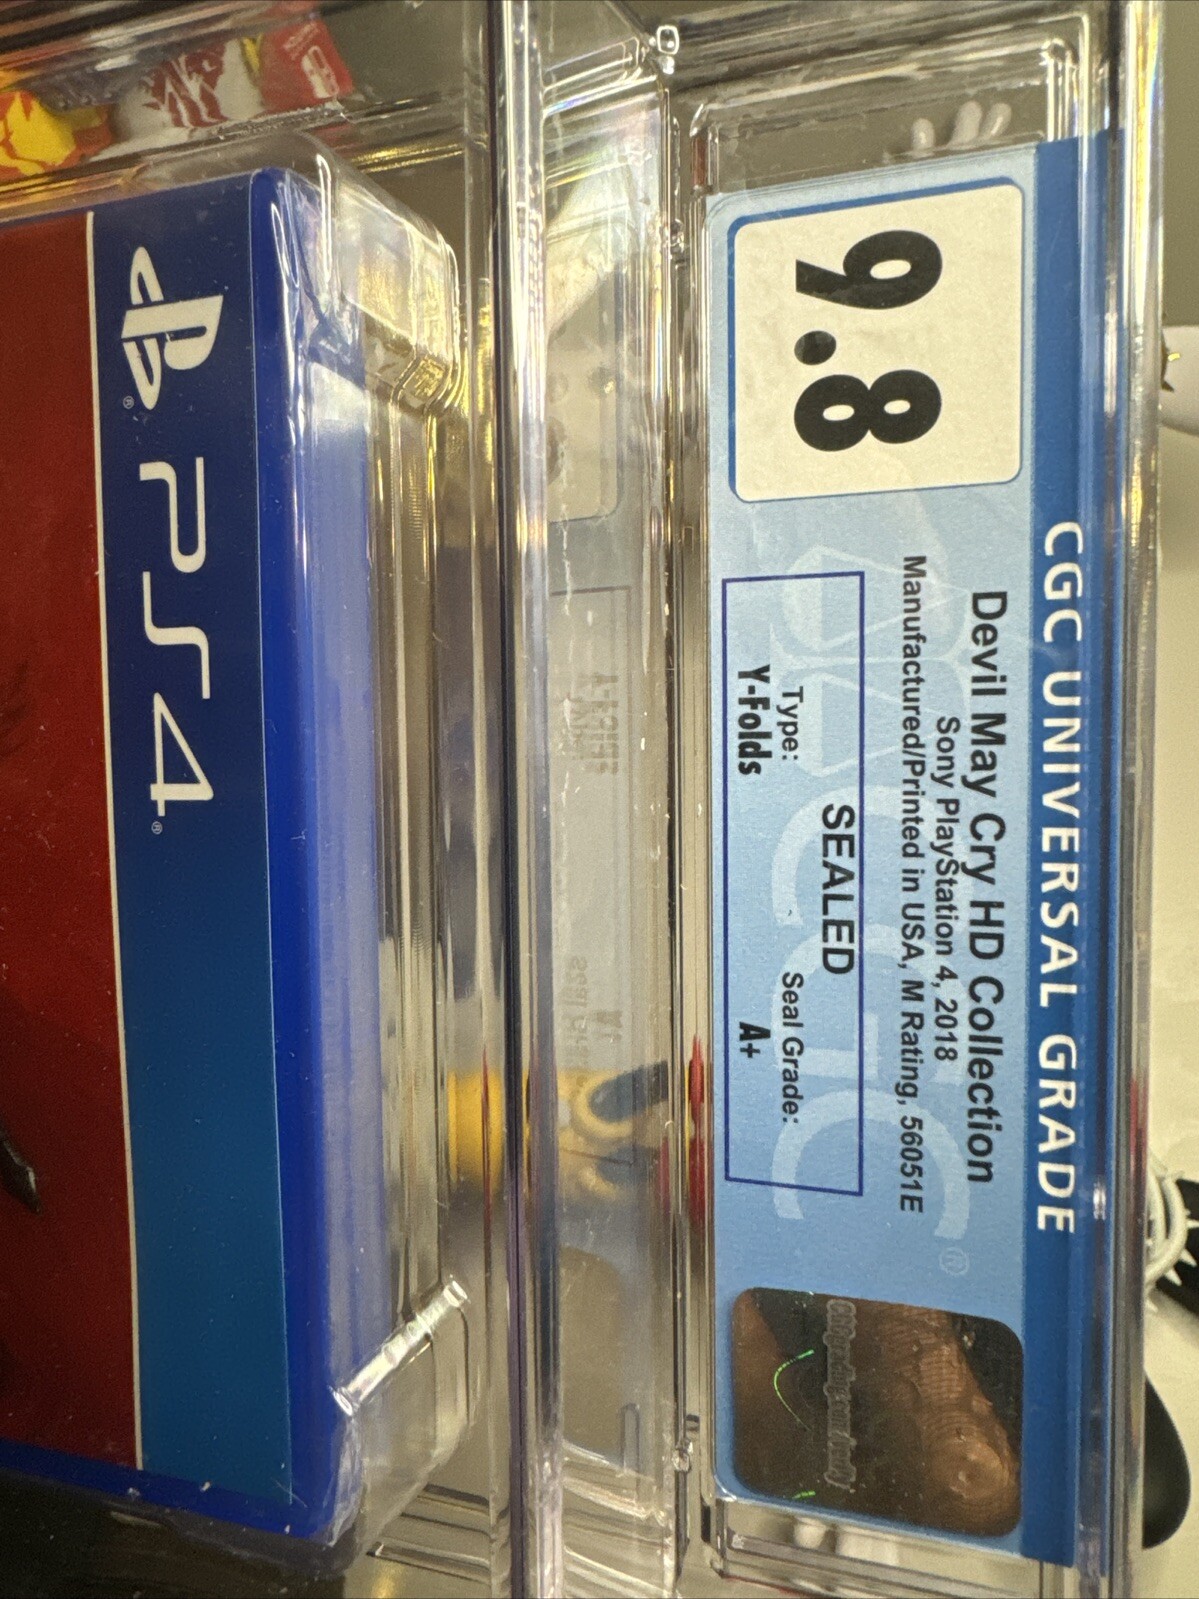 CGC UNIVERSAL GRADE
9.8
Devil May Cry HD Collection
Sony PlayStation 4, 2018
Manufactured/Printed in USA, M Rating, 56051E
SEALED
Type:
Seal Grade:
Y-Folds
A+
CGC®
PS4®